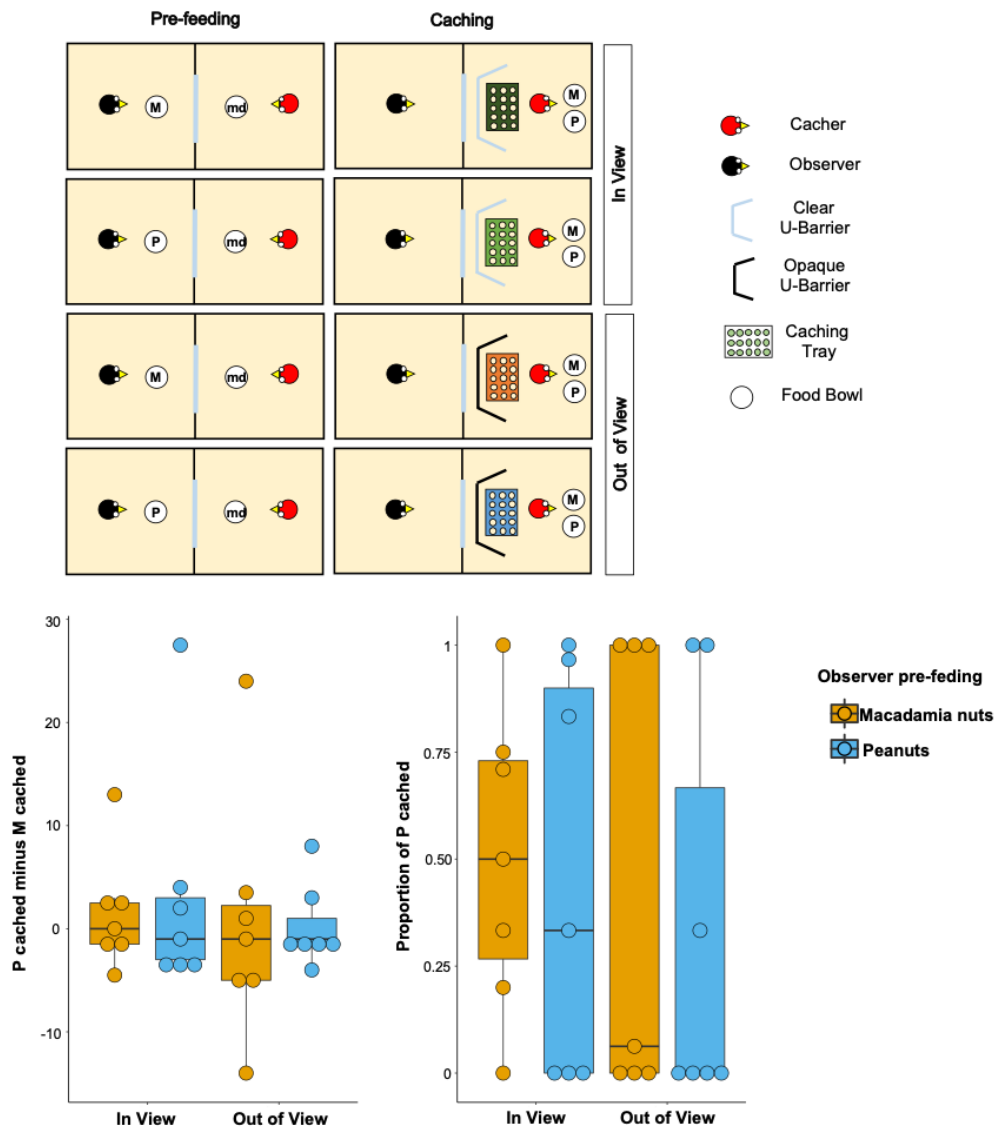 Pre-feeding
Caching
M
md
M
P
P
md
M
P
In View
M
md
M
P
P
md
M
P
Out of View
Cacher
Observer
Clear
U-Barrier
Opaque
U-Barrier
Caching
Tray
Food Bowl
P cached minus M cached
30
20
10
0
-10
In View
Out of View
Proportion of P cached
1
0.75
0.50
0.25
0
In View
Out of View
Observer pre-feding
Macadamia nuts
Peanuts